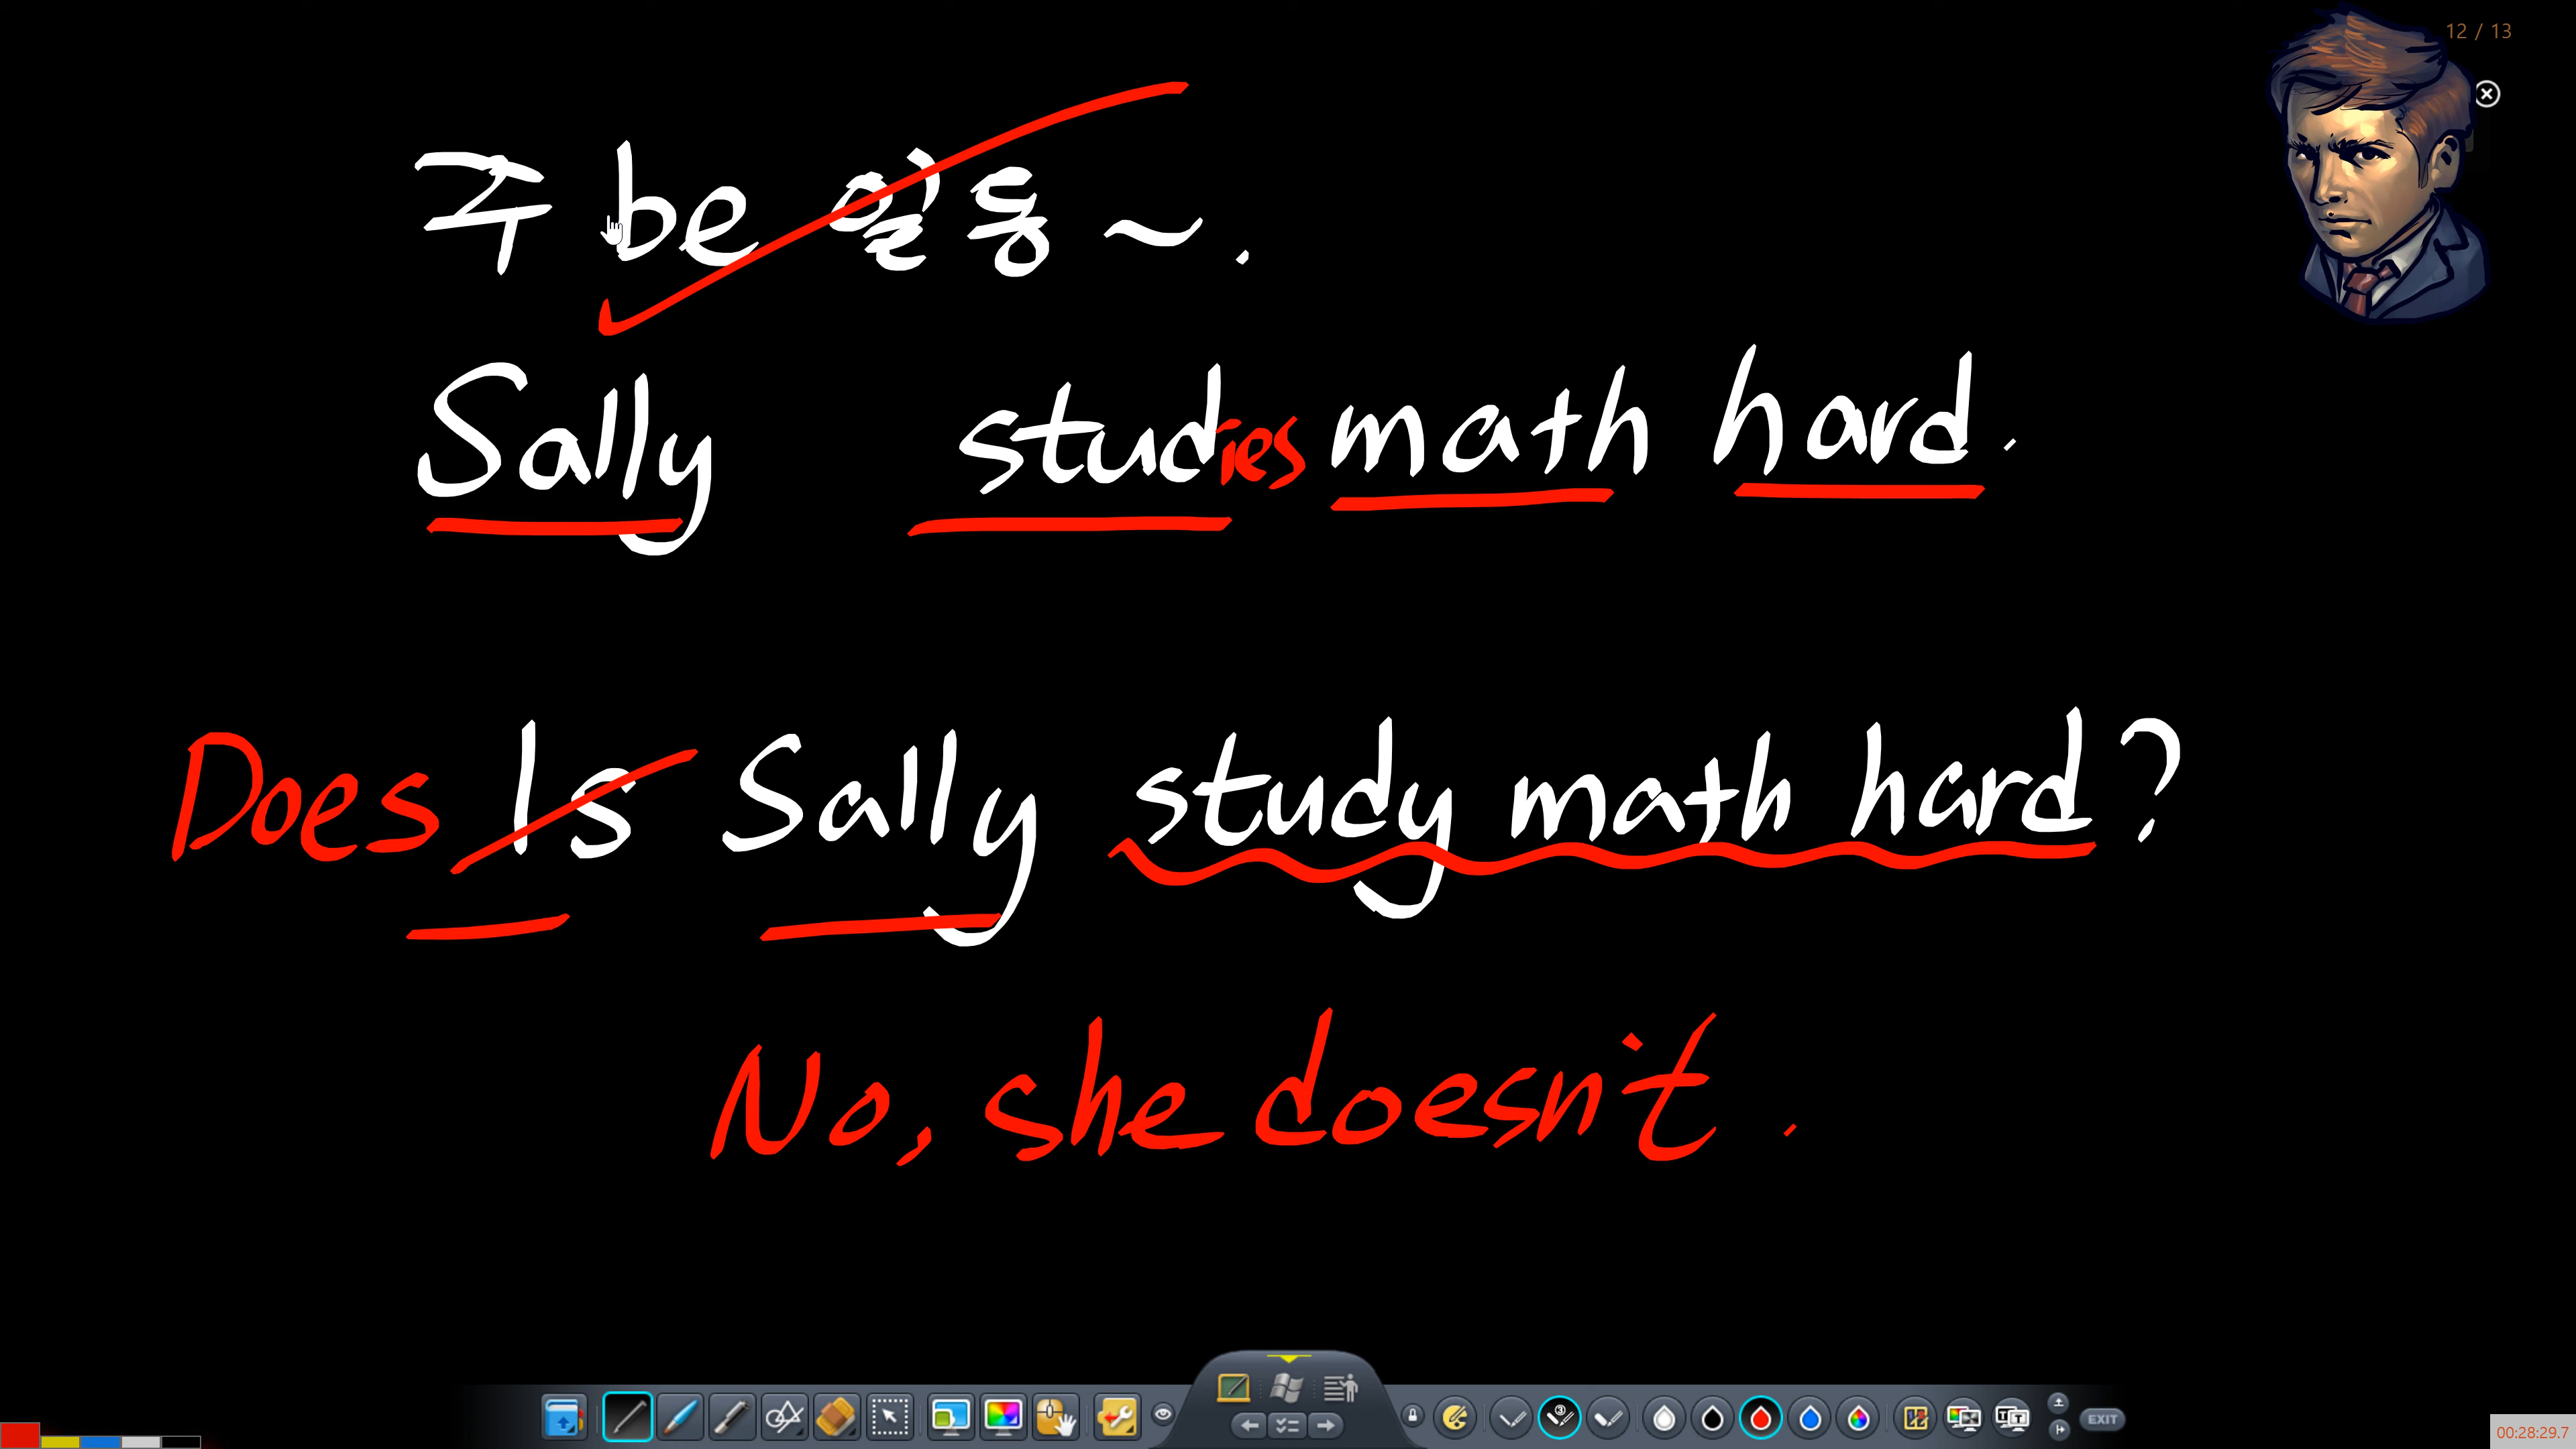 12 / 13
주 be 일동 ~.
Sally studies math hard.
Does Is Sally study math hard?
No, she doesn't.
EXIT
00:28:29.7